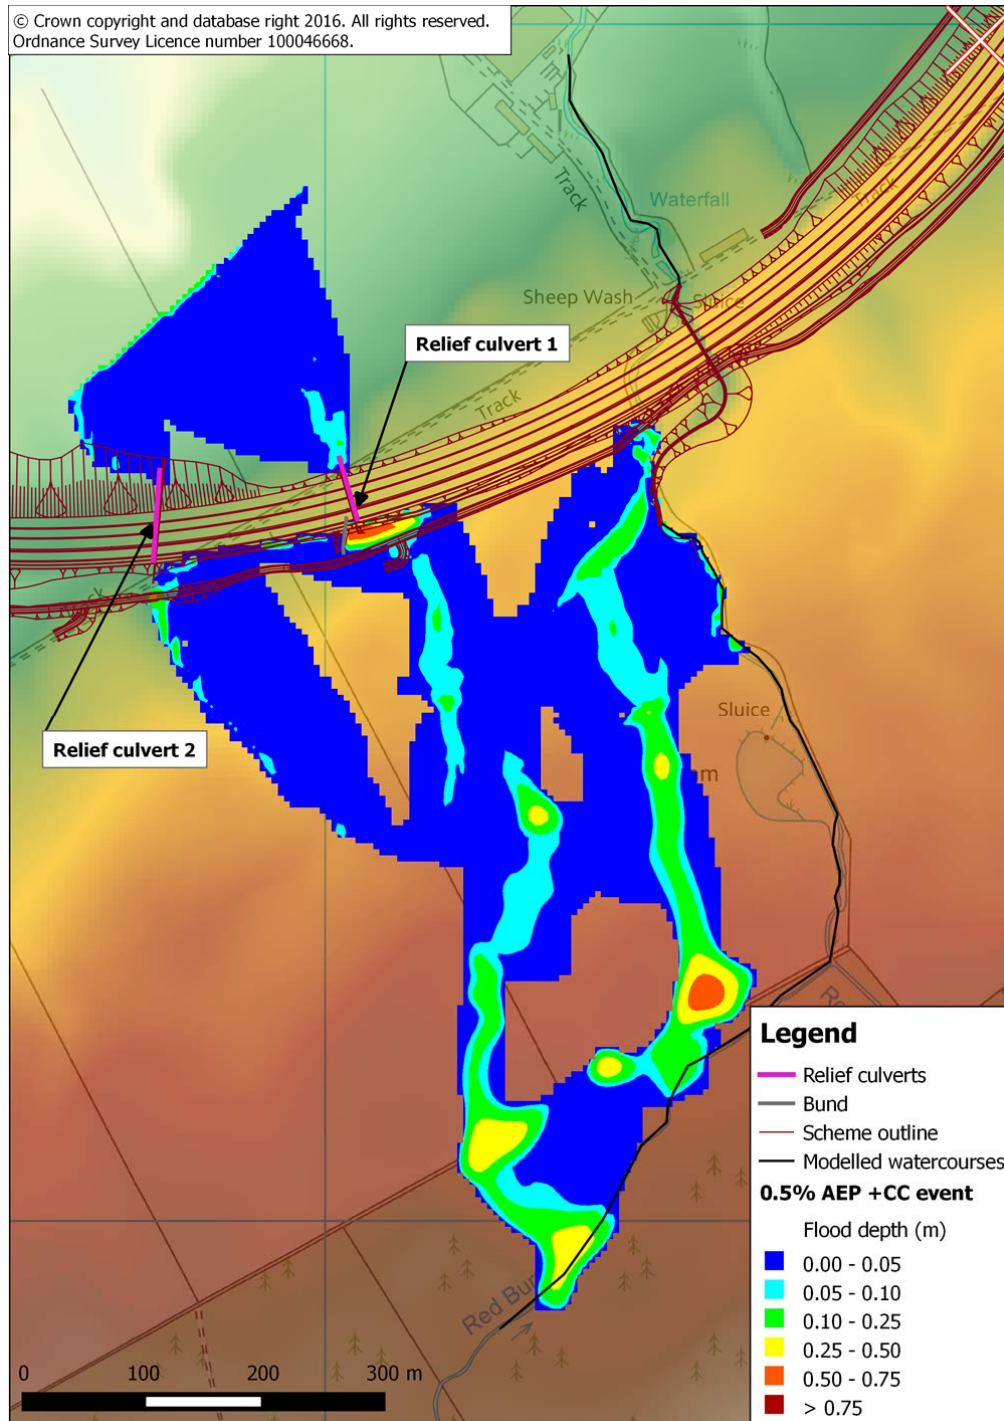 © Crown copyright and database right 2016. All rights reserved.
Ordnance Survey Licence number 100046668.
Track
Waterfall
Track
Sheep Wash
Sluice
Relief culvert 1
Track
Sluice
Relief culvert 2
Legend
Relief culverts
Bund
Scheme outline
Modelled watercourses
0.5% AEP +CC event
Flood depth (m)
0.00 - 0.05
0.05 - 0.10
0.10 - 0.25
0.25 - 0.50
0.50 - 0.75
> 0.75
Red
0 100 200 300 m